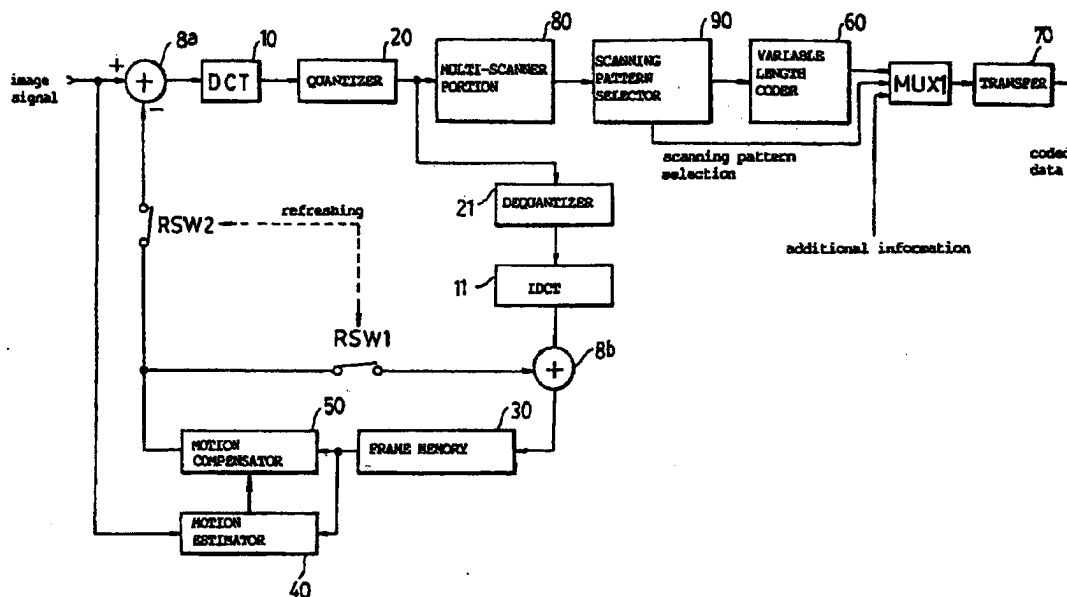 80
90
60
8a
10
20
70
image
signal
+
+
−
DCT
QUANTIZER
MULTI-SCANNER
PORTION
SCANNING
PATTERN
SELECTOR
VARIABLE
LENGTH
CODER
MUX1
TRANSFER
scanning pattern
selection
coded
data
additional information
21
DEQUANTIZER
RSW2
refreshing
11
IDCT
RSW1
+
8b
50
30
MOTION
COMPENSATOR
FRAME MEMORY
MOTION
ESTIMATOR
40